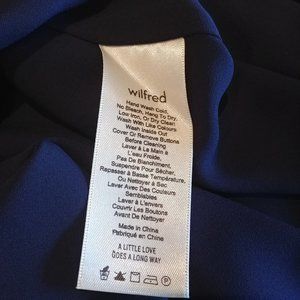 wilfred
Hand Wash Cold,
No Bleach, Hang To Dry,
Low Iron, Or Dry Clean
Wash With Like Colours
Wash Inside Out
Cover Or Remove Buttons
Before Cleaning
Laver À La Main À
L'eau Froide,
Pas De Blanchiment,
Suspendre Pour Sécher,
Repasser à Basse Température,
Ou Nettoyer à Sec
Laver Avec Des Couleurs
Semblables
Laver à L'envers
Couvrir Les Boutons
Avant De Nettoyer
Made in China
Fabriqué en Chine
A LITTLE LOVE
GOES A LONG WAY